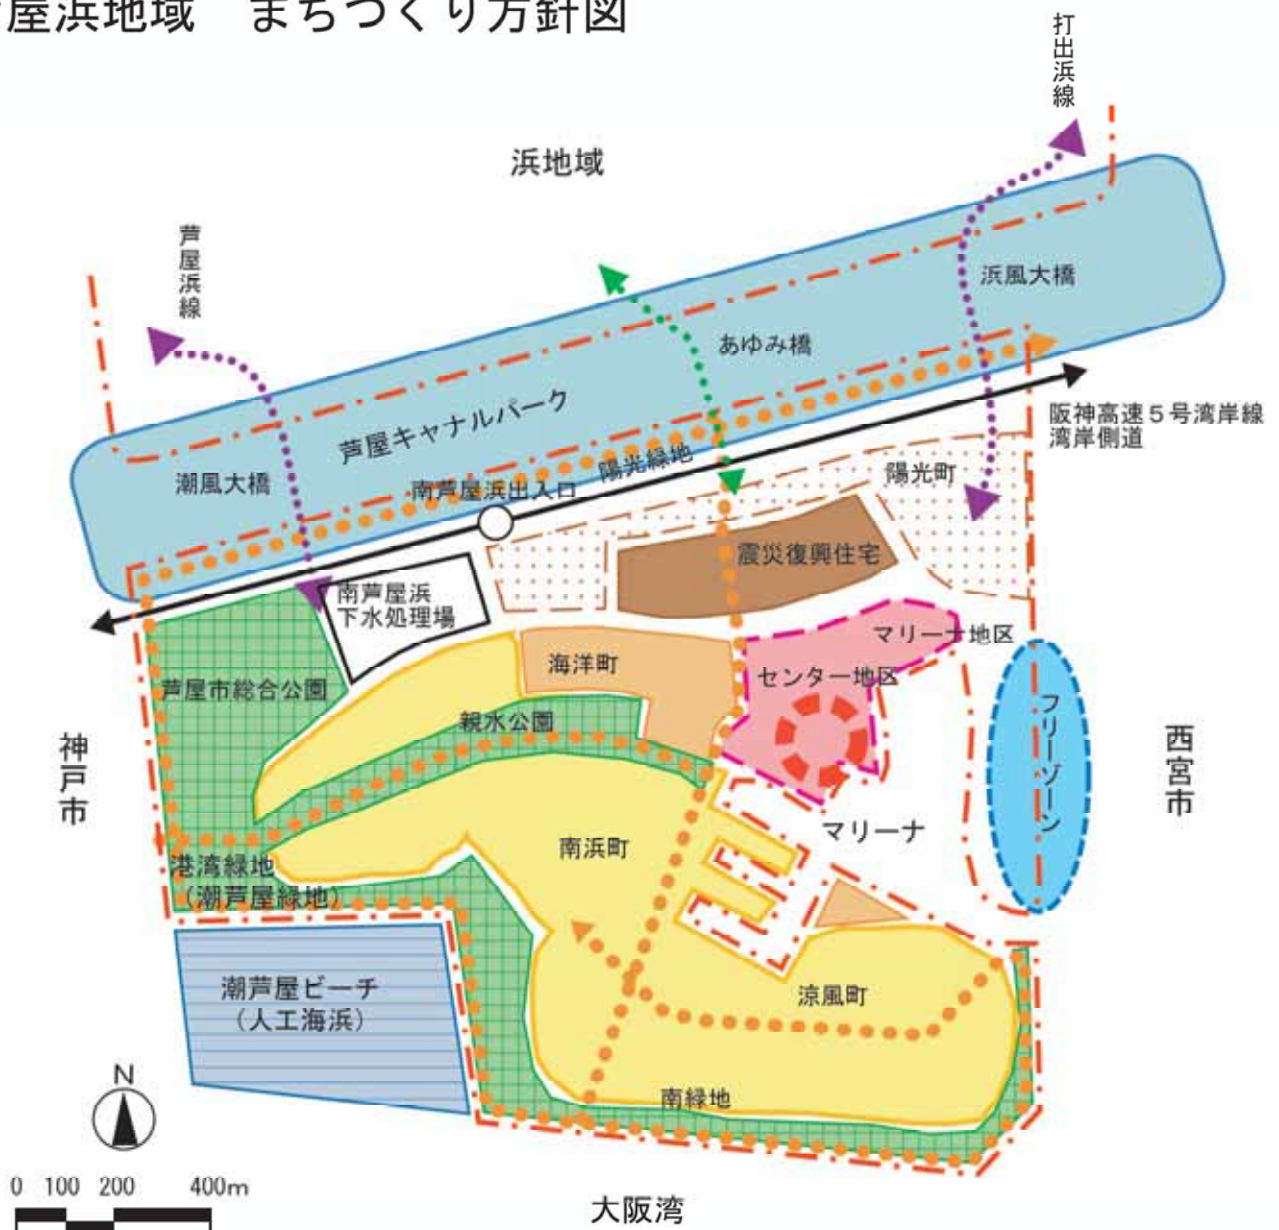 屋浜地域　まちづくり方針図
打出浜線
浜地域
芦屋浜線
浜風大橋
あゆみ橋
芦屋キャナルパーク
阪神高速５号湾岸線
湾岸側道
潮風大橋
陽光緑地
陽光町
南芦屋浜出入口
震災復興住宅
南芦屋浜
下水処理場
マリーナ地区
海洋町
センター地区
芦屋市総合公園
親水公園
フリーゾーン
神戸市
西宮市
マリーナ
南浜町
港湾緑地
（潮芦屋緑地）
潮芦屋ビーチ
（人工海浜）
涼風町
N
南緑地
0 100 200 400m
大阪湾